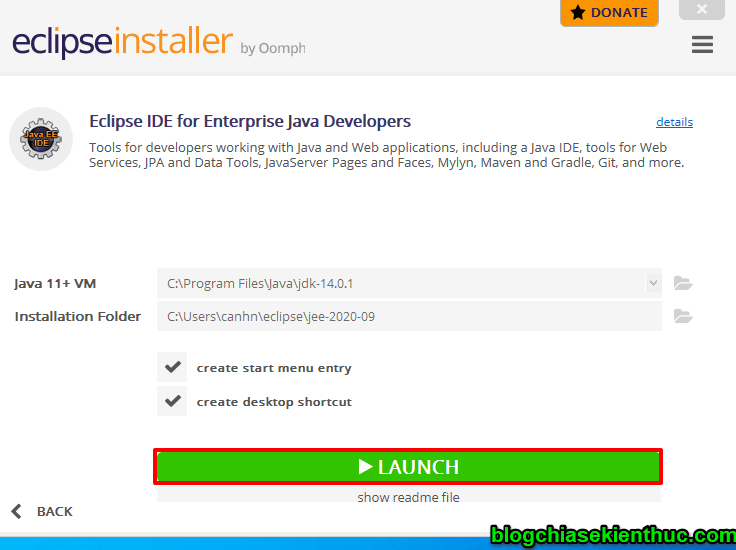 DONATE
eclipseinstaller by Oomph
Java EE
IDE
Eclipse IDE for Enterprise Java Developers
details
Tools for developers working with Java and Web applications, including a Java IDE, tools for Web
Services, JPA and Data Tools, JavaServer Pages and Faces, Mylyn, Maven and Gradle, Git, and more.
Java 11+ VM
C:\Program Files\Java\jdk-14.0.1
Installation Folder
C:\Users\canhn\eclipse\jee-2020-09
create start menu entry
create desktop shortcut
LAUNCH
show readme file
BACK
blogchiasekienthuc.com